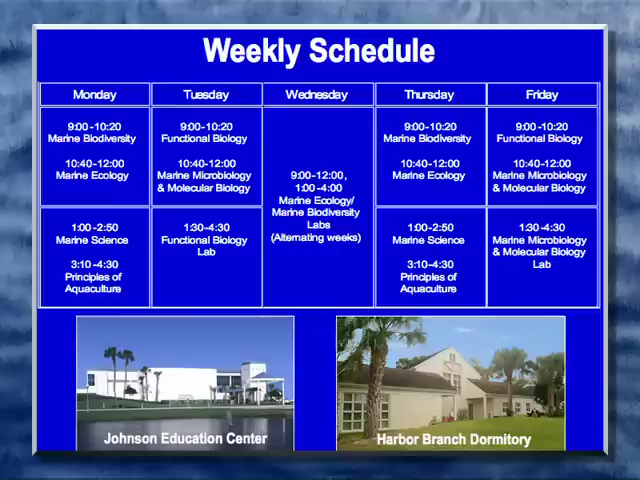 Weekly Schedule
Monday
Tuesday
Wednesday
Thursday
Friday
9:00-10:20
Marine Biodiversity
10:40-12:00
Marine Ecology
9:00-10:20
Functional Biology
10:40-12:00
Marine Microbiology
& Molecular Biology
9:00-12:00,
1:00-4:00
Marine Ecology/
Marine Biodiversity
Labs
(Alternating weeks)
9:00-10:20
Marine Biodiversity
10:40-12:00
Marine Ecology
9:00-10:20
Functional Biology
10:40-12:00
Marine Microbiology
& Molecular Biology
1:00-2:50
Marine Science
3:10-4:30
Principles of
Aquaculture
1:30-4:30
Functional Biology
Lab
1:00-2:50
Marine Science
3:10-4:30
Principles of
Aquaculture
1:30-4:30
Marine Microbiology
& Molecular Biology
Lab
Johnson Education Center
Harbor Branch Dormitory